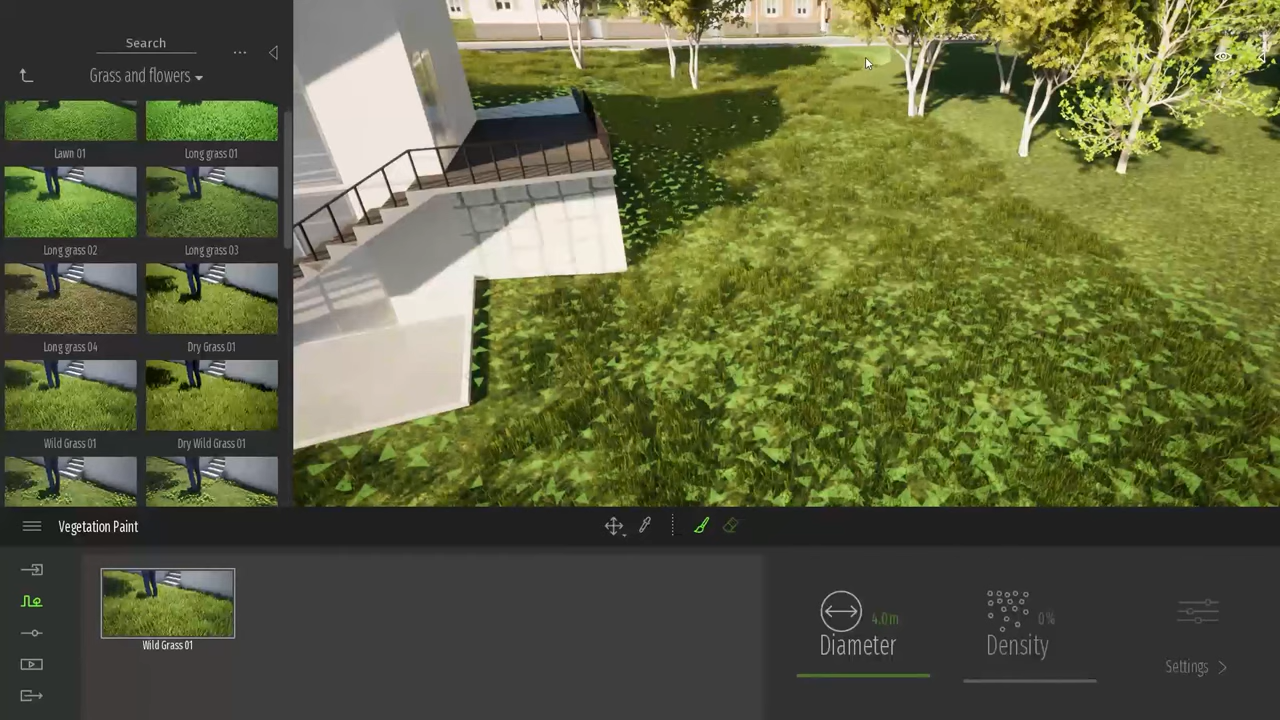 Search
...
Grass and flowers
Lawn 01
Long grass 01
Long grass 02
Long grass 03
Long grass 04
Dry Grass 01
Wild Grass 01
Dry Wild Grass 01
Vegetation Paint
Wild Grass 01
4.0m
Diameter
0%
Density
Settings